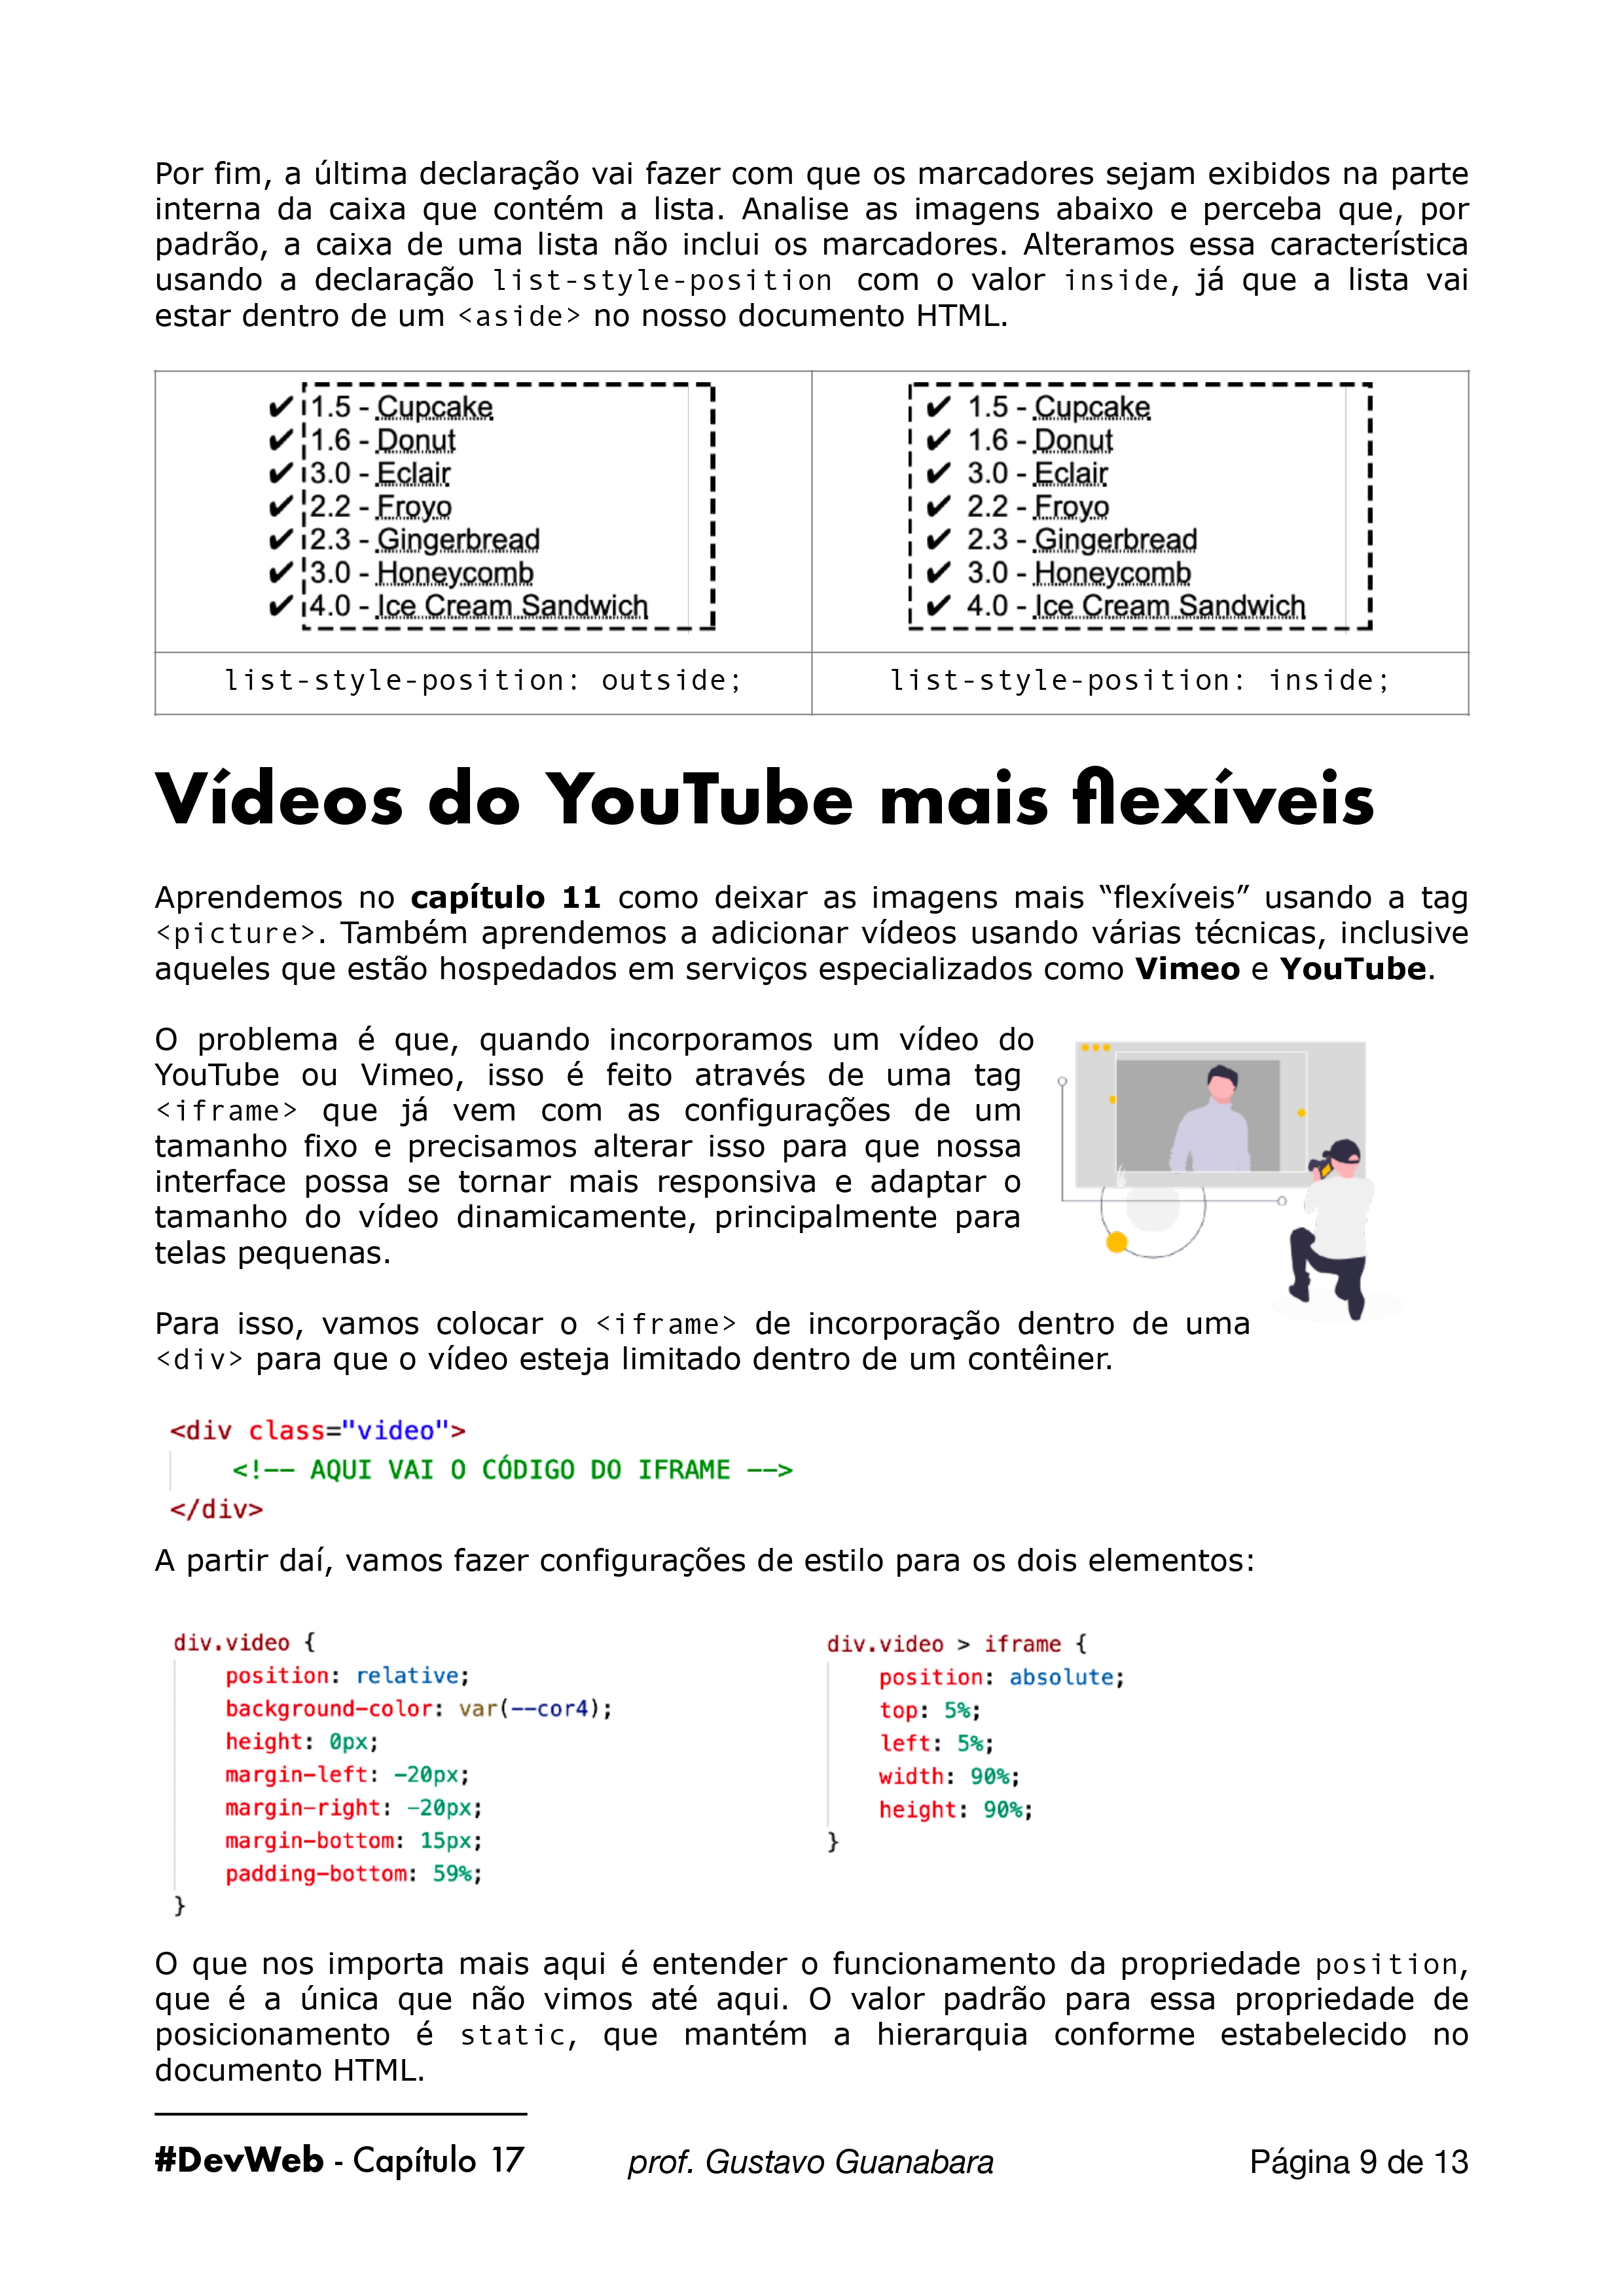 Por fim, a última declaração vai fazer com que os marcadores sejam exibidos na parte
interna da caixa que contém a lista. Analise as imagens abaixo e perceba que, por
padrão, a caixa de uma lista não inclui os marcadores. Alteramos essa característica
usando a declaração list-style-position com o valor inside, já que a lista vai
estar dentro de um <aside> no nosso documento HTML.
✔ 1.5 - Cupcake
✔ 1.6 - Donut
✔ 3.0 - Eclair
✔ 2.2 - Froyo
✔ 2.3 - Gingerbread
✔ 3.0 - Honeycomb
✔ 4.0 - Ice Cream Sandwich
✔ 1.5 - Cupcake
✔ 1.6 - Donut
✔ 3.0 - Eclair
✔ 2.2 - Froyo
✔ 2.3 - Gingerbread
✔ 3.0 - Honeycomb
✔ 4.0 - Ice Cream Sandwich
list-style-position: outside;
list-style-position: inside;
Vídeos do YouTube mais flexíveis
Aprendemos no capítulo 11 como deixar as imagens mais “flexíveis” usando a tag
<picture>. Também aprendemos a adicionar vídeos usando várias técnicas, inclusive
aqueles que estão hospedados em serviços especializados como Vimeo e YouTube.
O problema é que, quando incorporamos um vídeo do
YouTube ou Vimeo, isso é feito através de uma tag
<iframe> que já vem com as configurações de um
tamanho fixo e precisamos alterar isso para que nossa
interface possa se tornar mais responsiva e adaptar o
tamanho do vídeo dinamicamente, principalmente para
telas pequenas.
Para isso, vamos colocar o <iframe> de incorporação dentro de uma
<div> para que o vídeo esteja limitado dentro de um contêiner.
<div class="video">
<!-- AQUI VAI O CÓDIGO DO IFRAME -->
</div>
A partir daí, vamos fazer configurações de estilo para os dois elementos:
div.video {
position: relative;
background-color: var(--cor4);
height: 0px;
margin-left: -20px;
margin-right: -20px;
margin-bottom: 15px;
padding-bottom: 59%;
}
div.video > iframe {
position: absolute;
top: 5%;
left: 5%;
width: 90%;
height: 90%;
}
O que nos importa mais aqui é entender o funcionamento da propriedade position,
que é a única que não vimos até aqui. O valor padrão para essa propriedade de
posicionamento é static, que mantém a hierarquia conforme estabelecido no
documento HTML.
#DevWeb - Capítulo 17 prof. Gustavo Guanabara Página 9 de 13